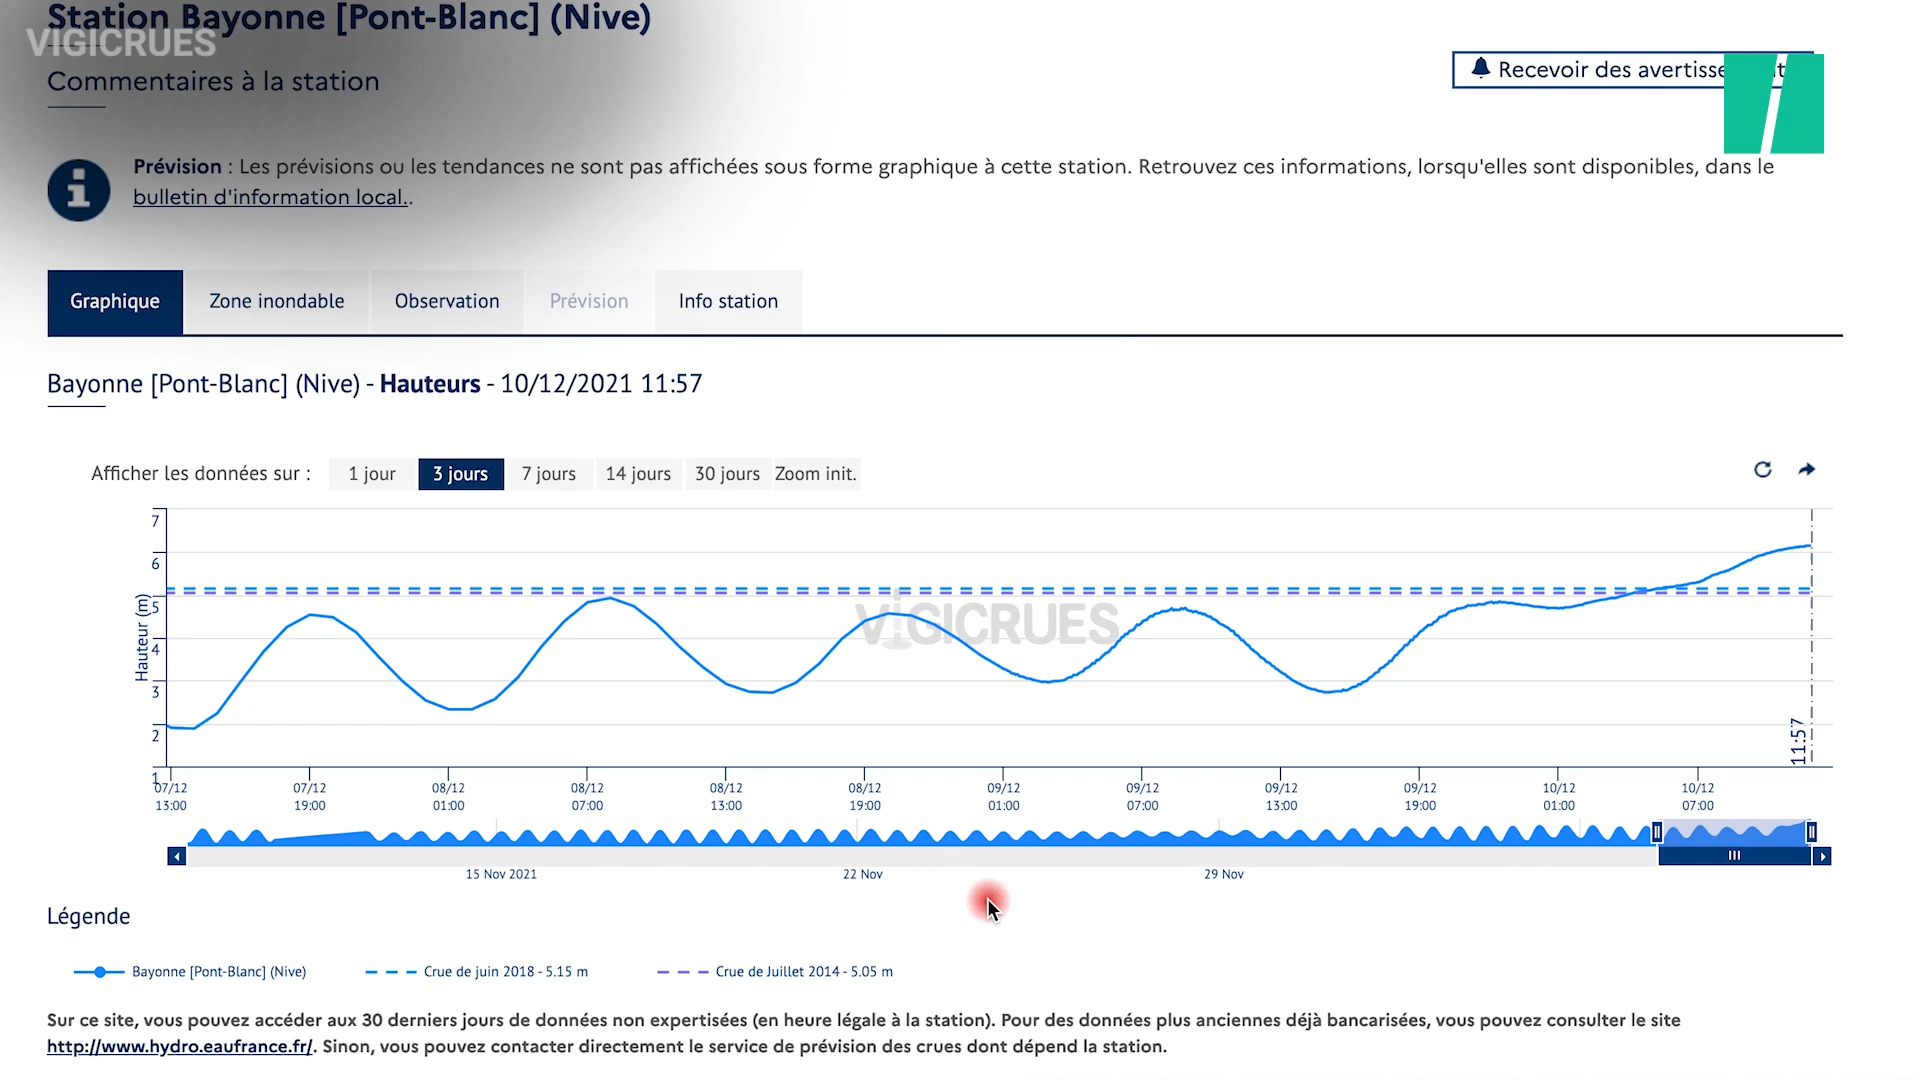 Station Bayonne [Pont-Blanc] (Nive)
VIGICRUES
Commentaires à la station
Recevoir des avertisse t
Prévision : Les prévisions ou les tendances ne sont pas affichées sous forme graphique à cette station. Retrouvez ces informations, lorsqu'elles sont disponibles, dans le
bulletin d'information local..
Graphique Zone inondable Observation Prévision Info station
Bayonne [Pont-Blanc] (Nive) - Hauteurs - 10/12/2021 11:57
Afficher les données sur : 1 jour 3 jours 7 jours 14 jours 30 jours Zoom init.
7
6
5
4
3
2
1
Hauteur (m)
VIGICRUES
11:57
07/12 07/12 08/12 08/12 08/12 08/12 09/12 09/12 09/12 09/12 10/12 10/12
13:00 19:00 01:00 07:00 13:00 19:00 01:00 07:00 13:00 19:00 01:00 07:00
15 Nov 2021 22 Nov 29 Nov
Légende
Bayonne [Pont-Blanc] (Nive) Crue de juin 2018 - 5.15 m Crue de Juillet 2014 - 5.05 m
Sur ce site, vous pouvez accéder aux 30 derniers jours de données non expertisées (en heure légale à la station). Pour des données plus anciennes déjà bancarisées, vous pouvez consulter le site
http://www.hydro.eaufrance.fr/. Sinon, vous pouvez contacter directement le service de prévision des crues dont dépend la station.